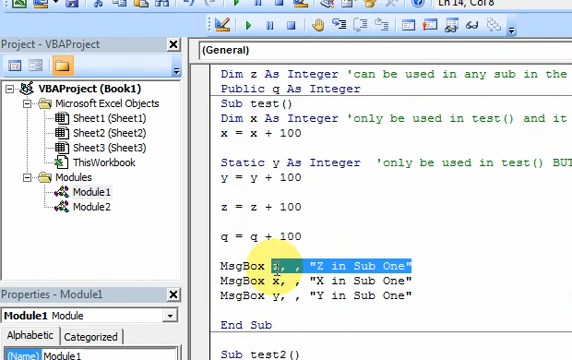 Ln 14, Col 8
Project - VBAProject
VBAProject (Book1)
Microsoft Excel Objects
Sheet1 (Sheet1)
Sheet2 (Sheet2)
Sheet3 (Sheet3)
ThisWorkbook
Modules
Module1
Module2
Properties - Module1
Module1 Module
Alphabetic Categorized
(Name) Module1
(General)
Dim z As Integer 'can be used in any sub in the
Public q As Integer
Sub test()
Dim x As Integer 'only be used in test() and it
x = x + 100
Static y As Integer 'only be used in test() BUT
y = y + 100
z = z + 100
q = q + 100
MsgBox z, , "Z in Sub One"
MsgBox x, , "X in Sub One"
MsgBox y, , "Y in Sub One"
End Sub
Sub test2()